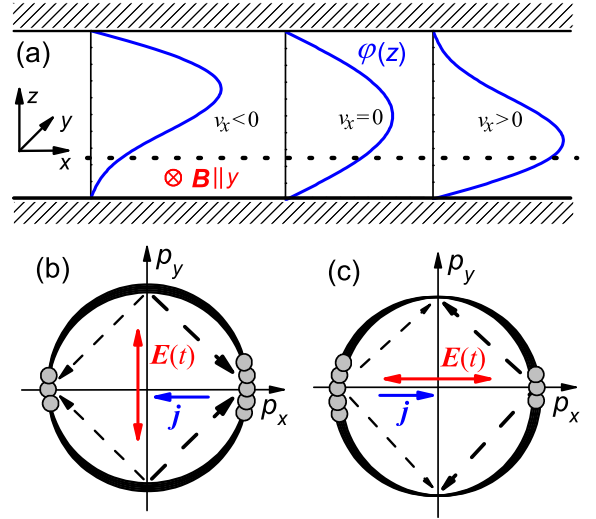 (a)
φ(z)
z
y
x
v_x<0
v_x=0
v_x>0
⊗ B||y
(b)
p_y
E(t)
j
p_x
(c)
p_y
E(t)
j
p_x